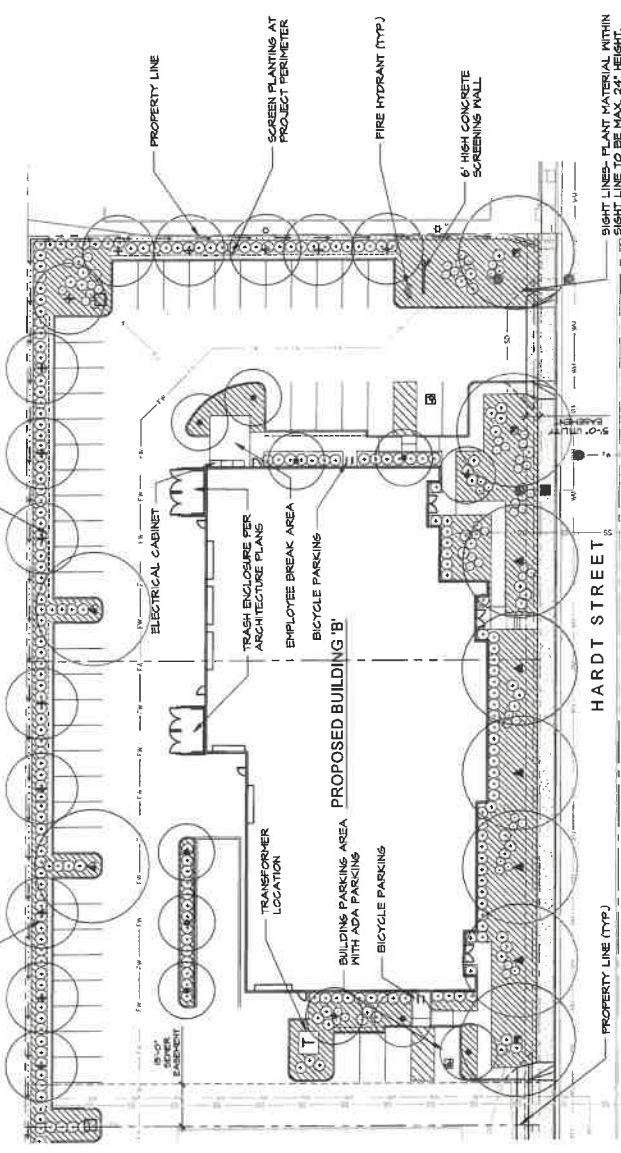 PROPERTY LINE
SCREEN PLANTING AT
PROJECT PERIMETER
FIRE HYDRANT (TYP.)
6' HIGH CONCRETE
SCREENING WALL
SIGHT LINES- PLANT MATERIAL WITHIN
SIGHT LINE TO BE MAX. 24" HEIGHT.
ELECTRICAL CABINET
TRASH ENCLOSURE PER
ARCHITECTURE PLANS
EMPLOYEE BREAK AREA
BICYCLE PARKING
PROPOSED BUILDING 'B'
TRANSFORMER
LOCATION
BUILDING PARKING AREA
WITH ADA PARKING
BICYCLE PARKING
15'-0"
SEWER
EASEMENT
T
5'-0" UTILITY
EASEMENT
HARDT STREET
PROPERTY LINE (TYP.)